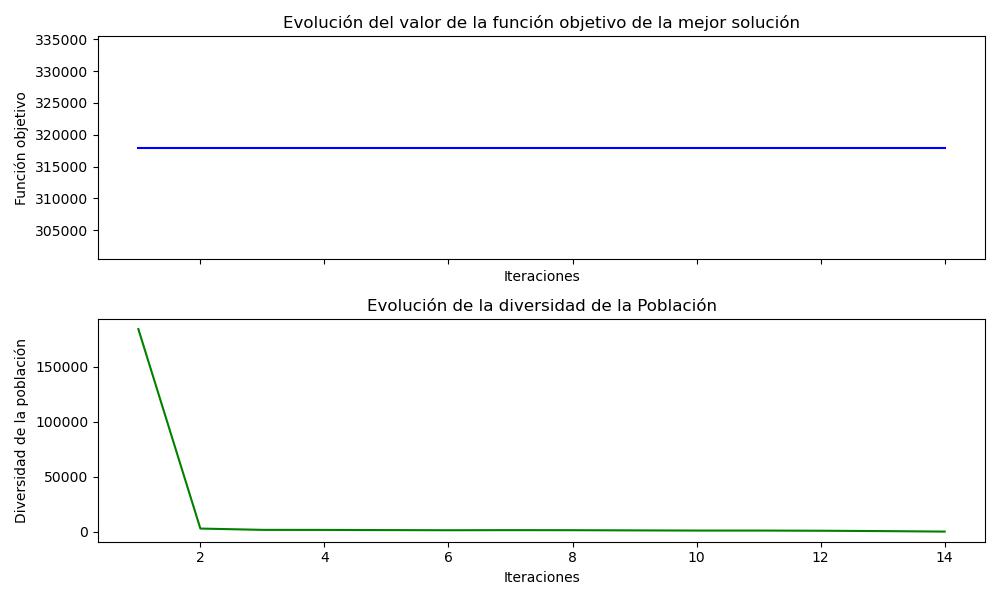 Evolución del valor de la función objetivo de la mejor solución
335000
330000
325000
320000
315000
310000
305000
Función objetivo
Iteraciones
Evolución de la diversidad de la Población
150000
100000
50000
0
Diversidad de la población
2 4 6 8 10 12 14
Iteraciones